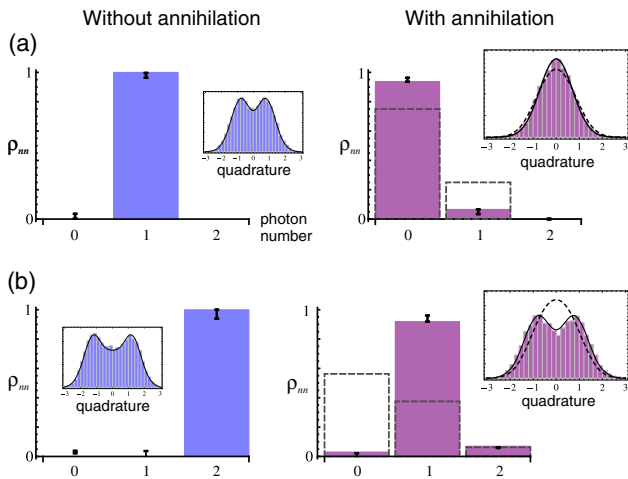 Without annihilation
With annihilation
(a)
1
ρnn
0
0 1 2
photon
number
-3 -2 -1 0 1 2 3
quadrature
1
ρnn
0
0 1 2
-3 -2 -1 0 1 2 3
quadrature
(b)
1
ρnn
0
0 1 2
-3 -2 -1 0 1 2 3
quadrature
1
ρnn
0
0 1 2
-3 -2 -1 0 1 2 3
quadrature